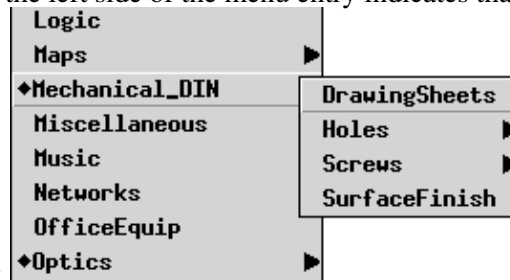 the left side of the menu entry indicates tha
Logic
Maps
◆Mechanical_DIN
Miscellaneous
Music
Networks
OfficeEquip
◆Optics
DrawingSheets
Holes
Screws
SurfaceFinish